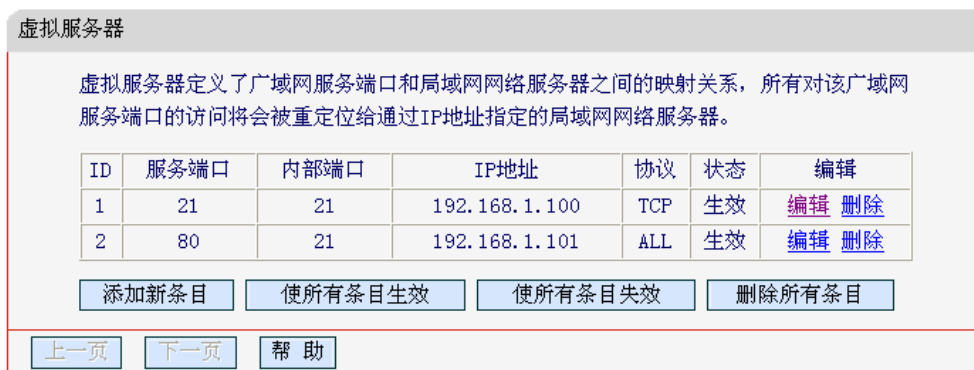 虚拟服务器
虚拟服务器定义了广域网服务端口和局域网网络服务器之间的映射关系，所有对该广域网
服务端口的访问将会被重定位给通过IP地址指定的局域网网络服务器。
ID 服务端口 内部端口 IP地址 协议 状态 编辑
1 21 21 192.168.1.100 TCP 生效 编辑 删除
2 80 21 192.168.1.101 ALL 生效 编辑 删除
添加新条目 使所有条目生效 使所有条目失效 删除所有条目
上一页 下一页 帮 助